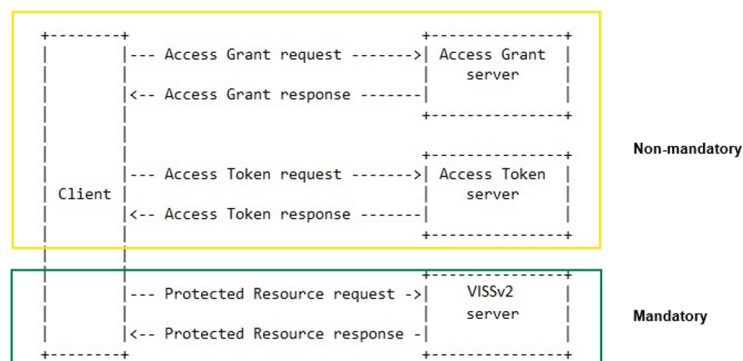 +--------+                                  +---------------+
|        |--- Access Grant request ------->|  Access Grant  |
|        |                                 |     server     |
|        |<-- Access Grant response -------|                |
|        |                                 +---------------+
Non-mandatory
|        |                                 +---------------+
|        |--- Access Token request ------->|  Access Token  |
| Client |                                 |     server     |
|        |<-- Access Token response -------|                |
|        |                                 +---------------+
|        |                                 +---------------+
|        |--- Protected Resource request ->|     VISSv2     |
|        |                                 |     server     |
Mandatory
|        |<-- Protected Resource response -|                |
+--------+                                 +---------------+